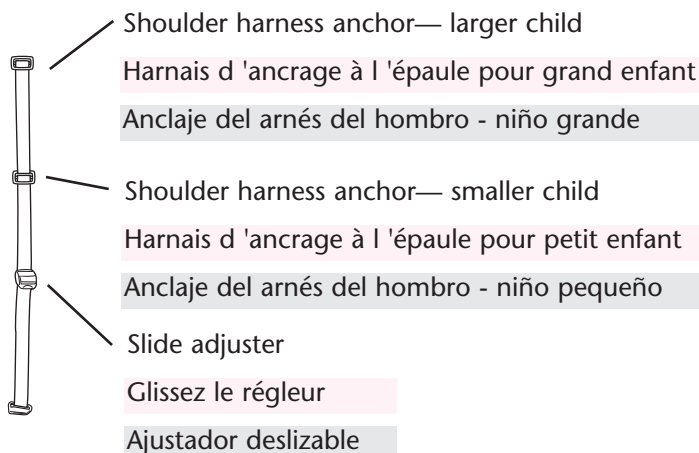 Shoulder harness anchor— larger child
Harnais d 'ancrage à l 'épaule pour grand enfant
Anclaje del arnés del hombro - niño grande
Shoulder harness anchor— smaller child
Harnais d 'ancrage à l 'épaule pour petit enfant
Anclaje del arnés del hombro - niño pequeño
Slide adjuster
Glissez le régleur
Ajustador deslizable